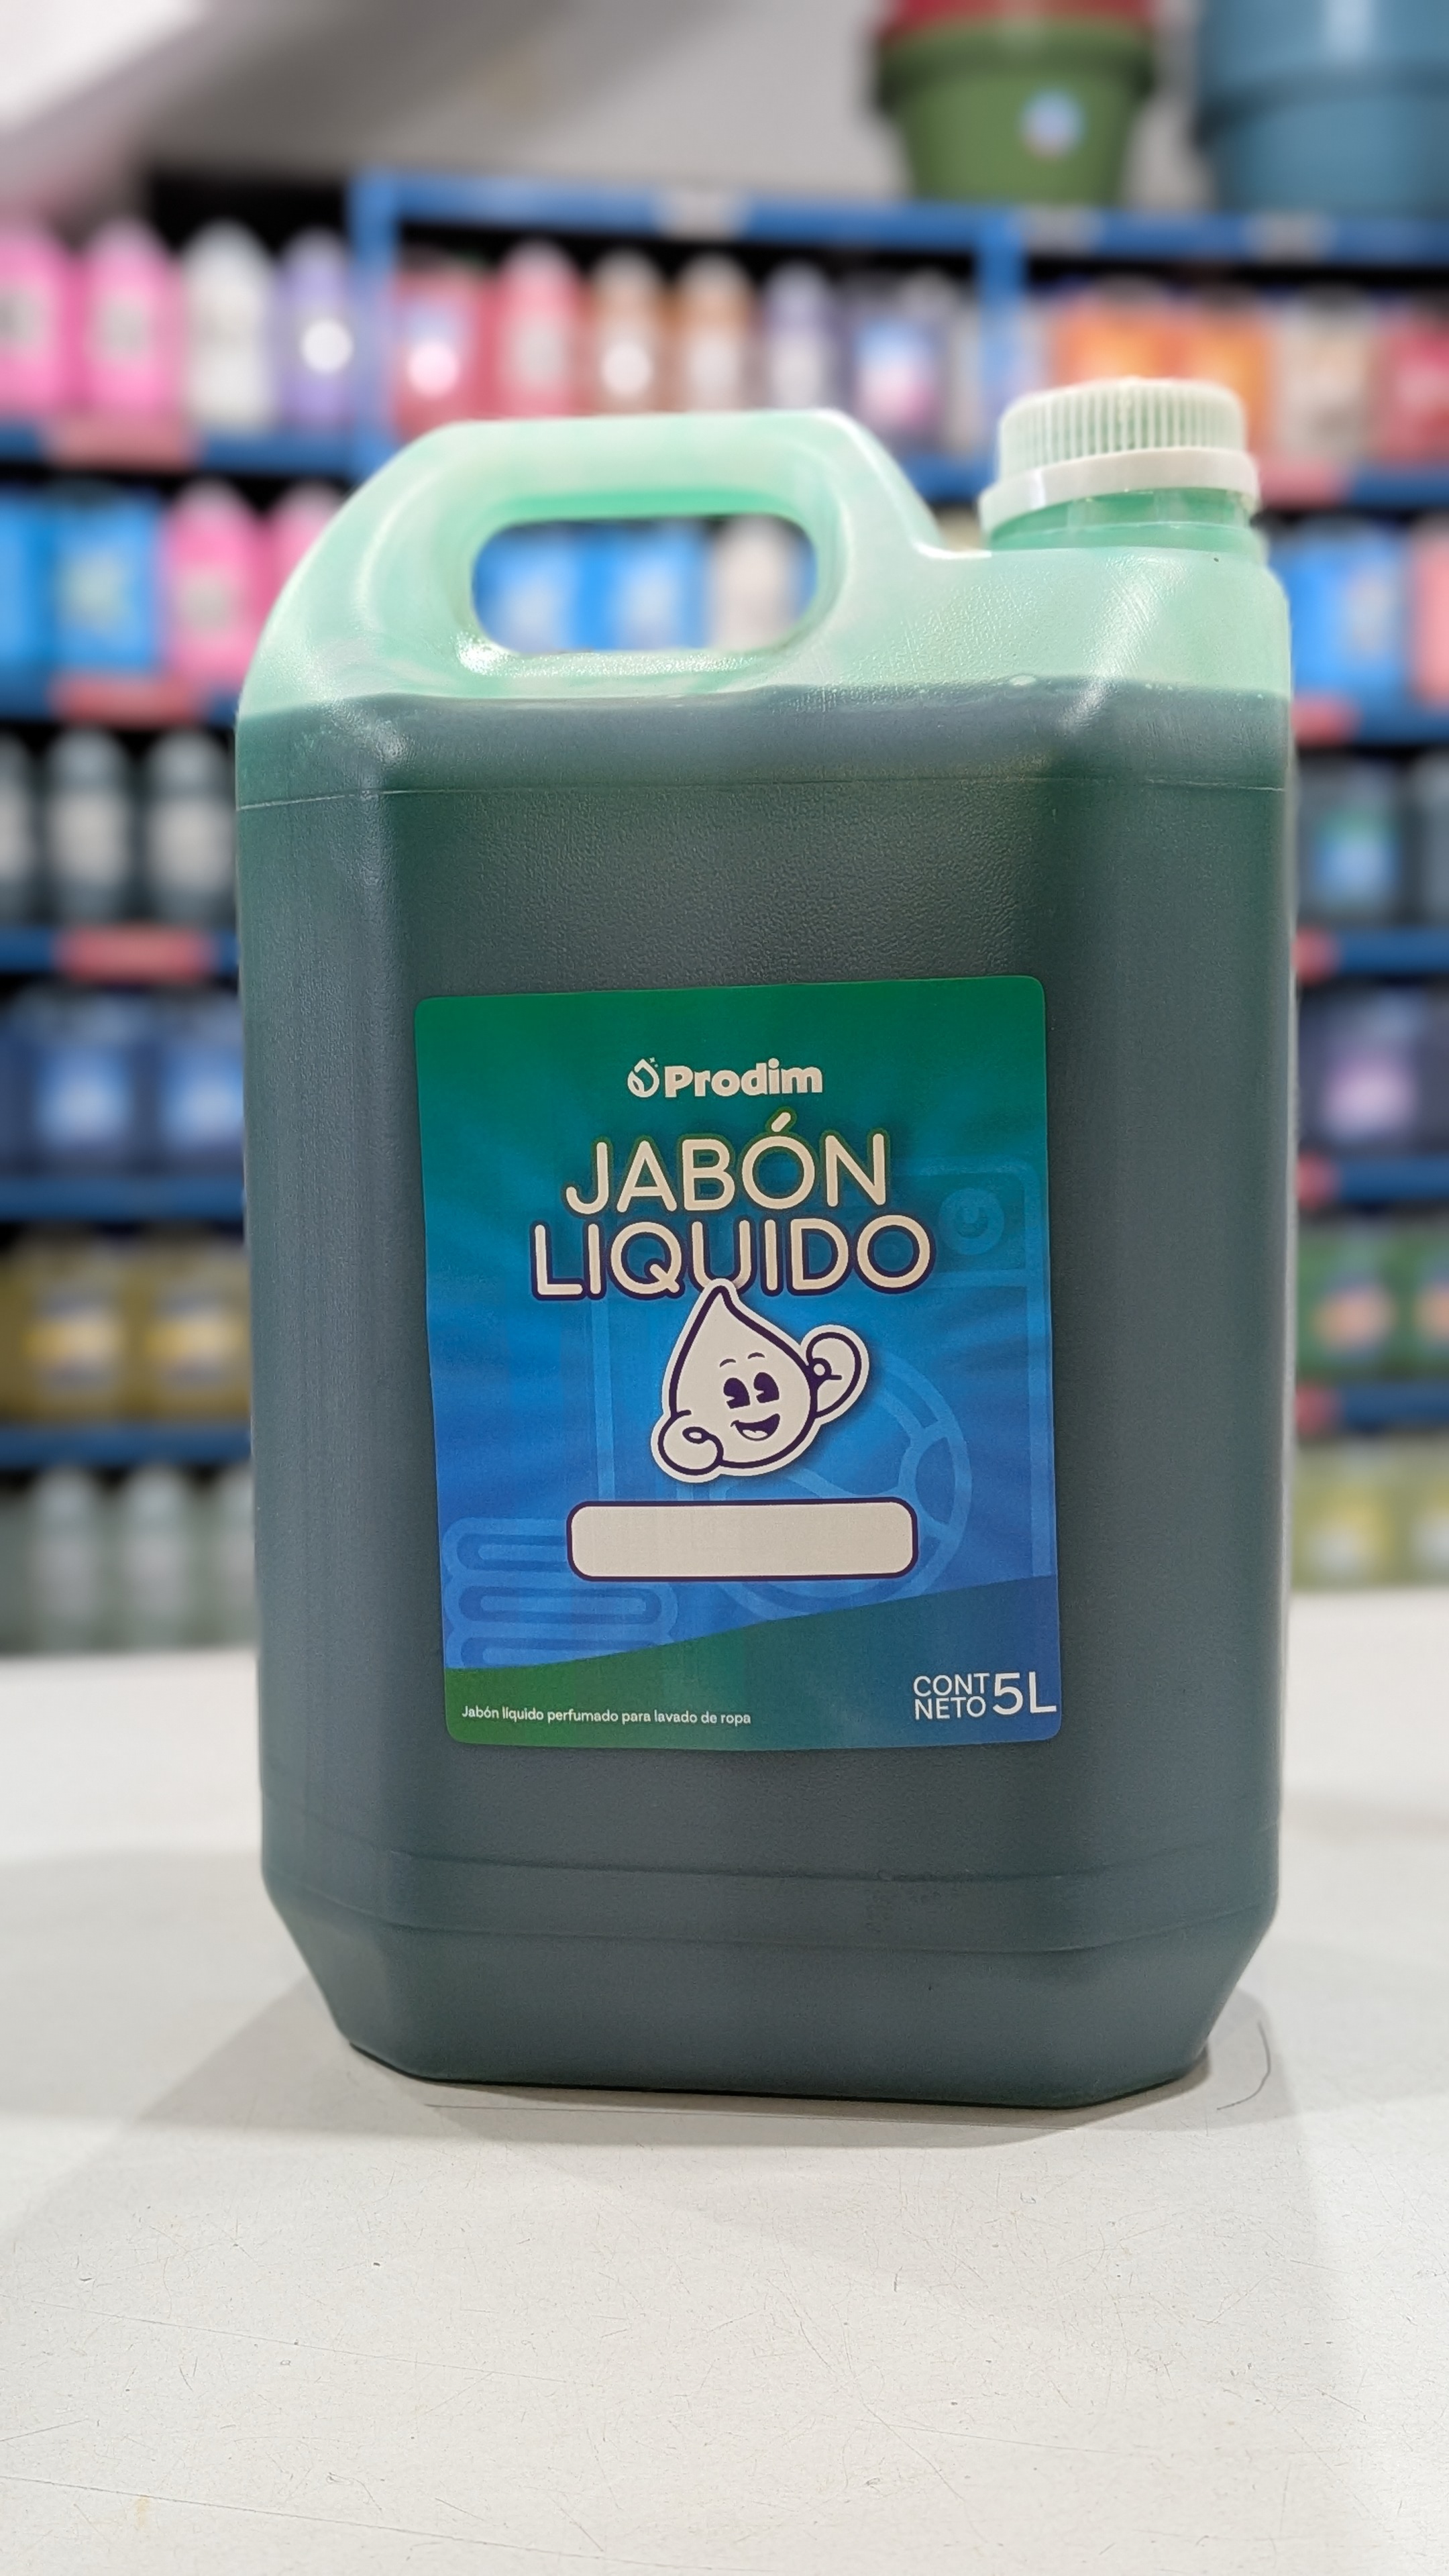 Prodim
JABÓN
LIQUIDO
Jabón líquido perfumado para lavado de ropa
CONT
NETO 5L